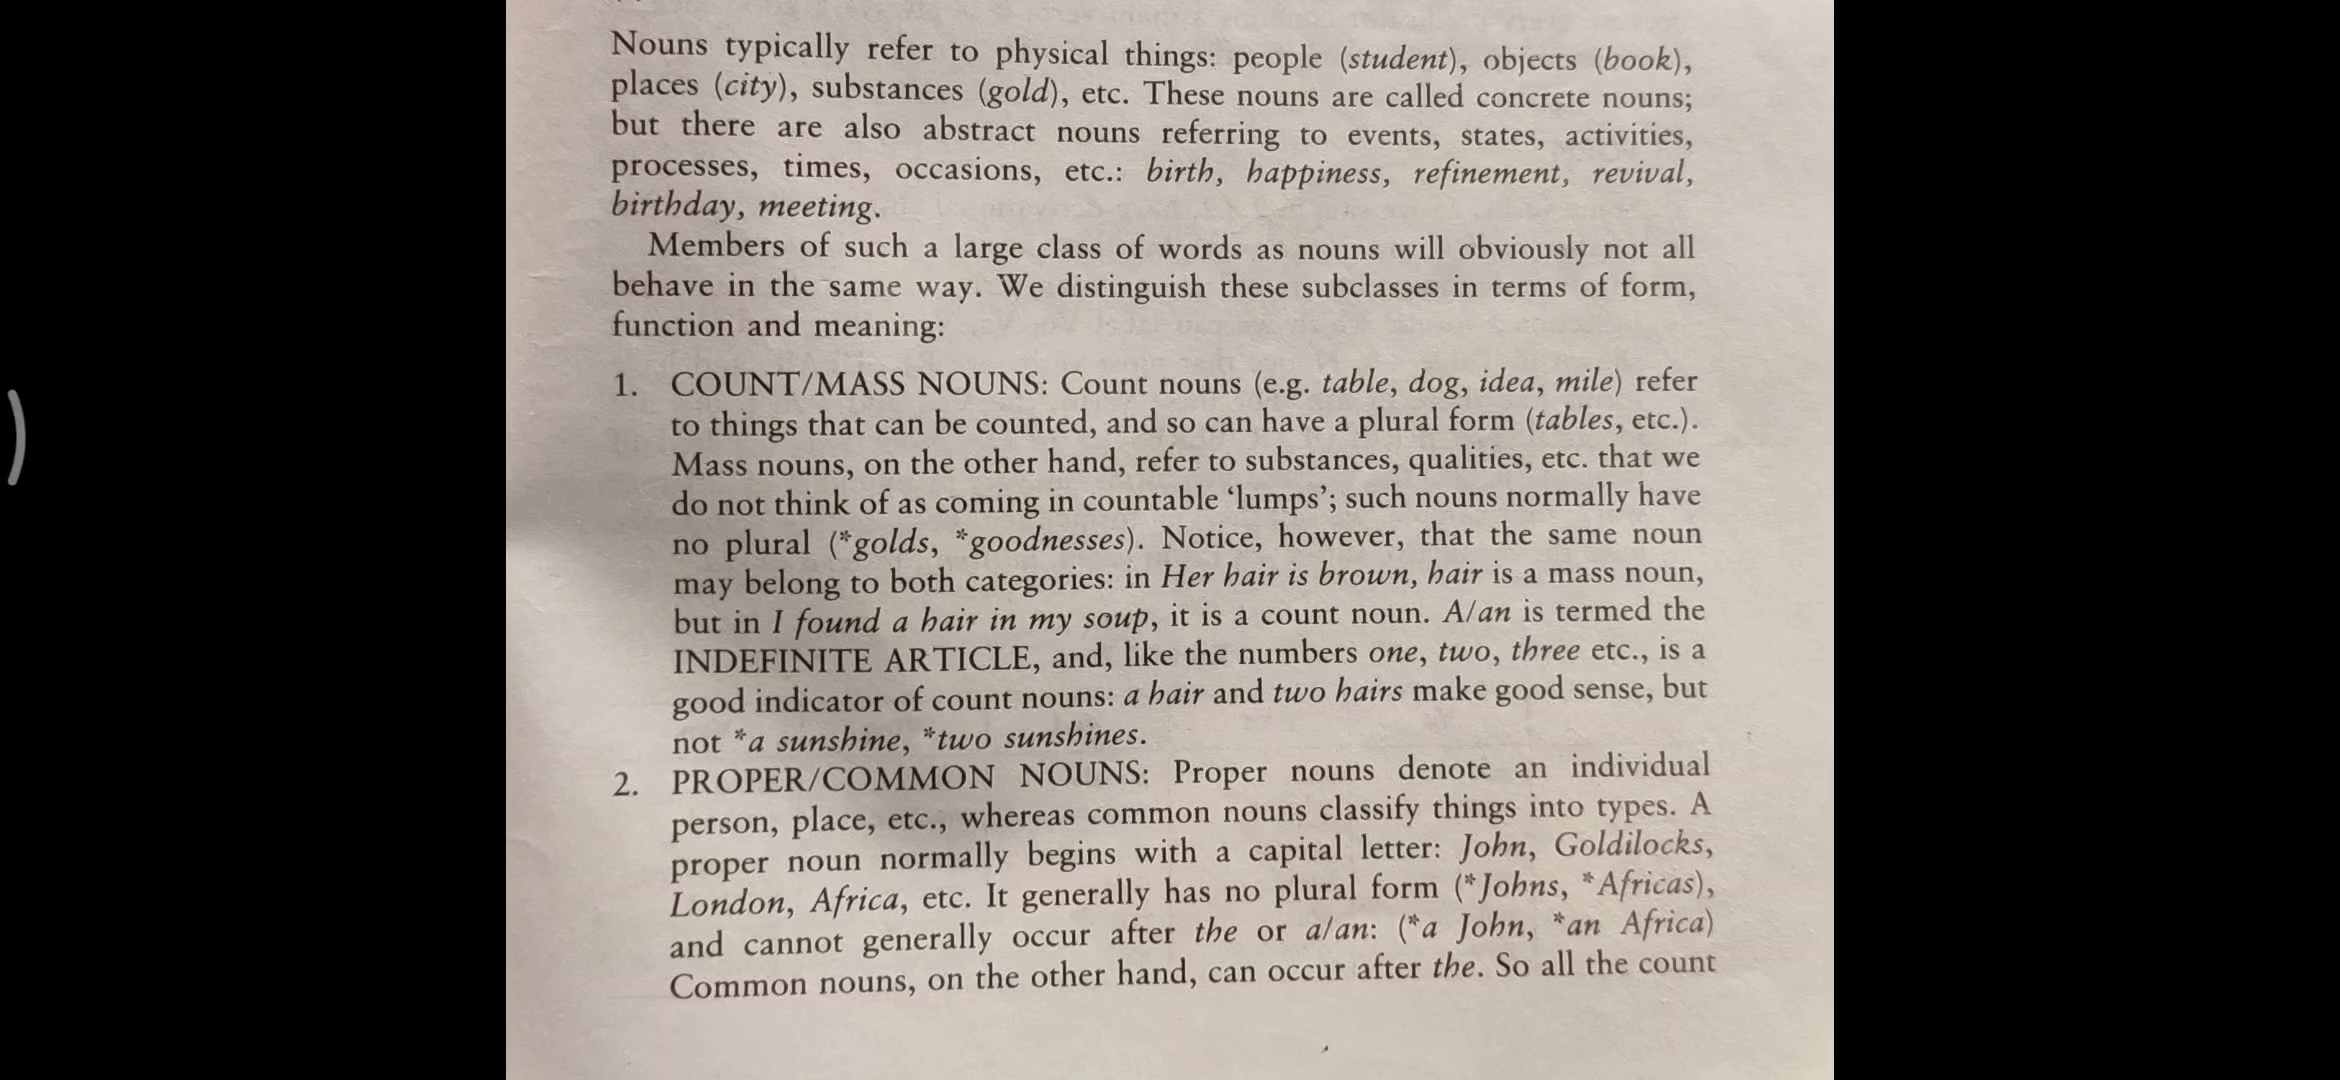 Nouns typically refer to physical things: people (student), objects (book),
places (city), substances (gold), etc. These nouns are called concrete nouns;
but there are also abstract nouns referring to events, states, activities,
processes, times, occasions, etc.: birth, happiness, refinement, revival,
birthday, meeting.
Members of such a large class of words as nouns will obviously not all
behave in the same way. We distinguish these subclasses in terms of form,
function and meaning:
1. COUNT/MASS NOUNS: Count nouns (e.g. table, dog, idea, mile) refer
to things that can be counted, and so can have a plural form (tables, etc.).
Mass nouns, on the other hand, refer to substances, qualities, etc. that we
do not think of as coming in countable ‘lumps’; such nouns normally have
no plural (*golds, *goodnesses). Notice, however, that the same noun
may belong to both categories: in Her hair is brown, hair is a mass noun,
but in I found a hair in my soup, it is a count noun. A/an is termed the
INDEFINITE ARTICLE, and, like the numbers one, two, three etc., is a
good indicator of count nouns: a hair and two hairs make good sense, but
not *a sunshine, *two sunshines.
2. PROPER/COMMON NOUNS: Proper nouns denote an individual
person, place, etc., whereas common nouns classify things into types. A
proper noun normally begins with a capital letter: John, Goldilocks,
London, Africa, etc. It generally has no plural form (*Johns, *Africas),
and cannot generally occur after the or a/an: (*a John, *an Africa)
Common nouns, on the other hand, can occur after the. So all the count